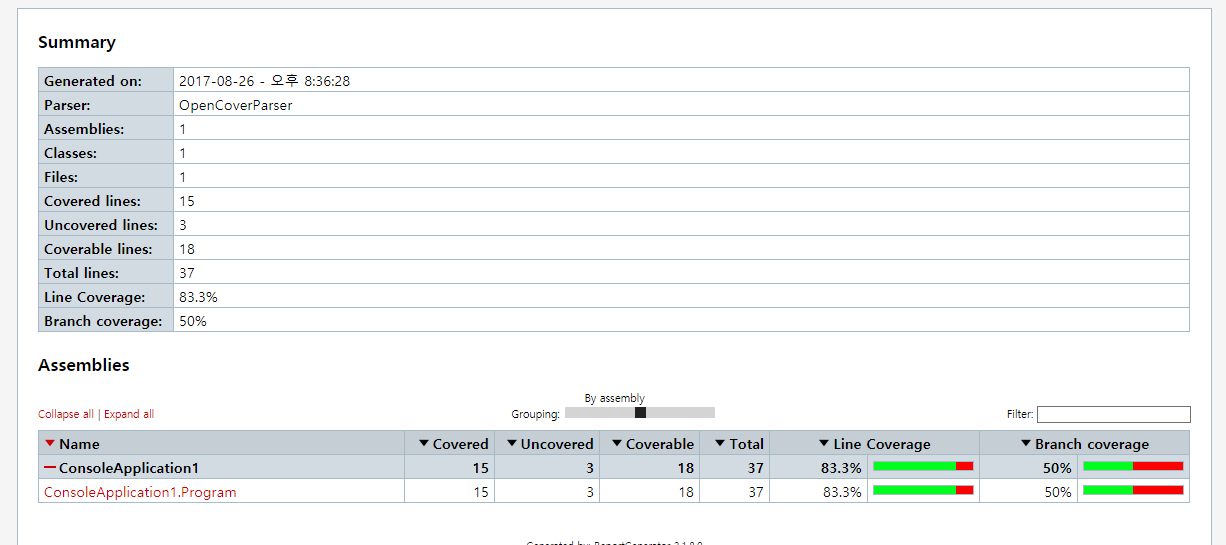 Summary
Generated on: 2017-08-26 - 오후 8:36:28
Parser: OpenCoverParser
Assemblies: 1
Classes: 1
Files: 1
Covered lines: 15
Uncovered lines: 3
Coverable lines: 18
Total lines: 37
Line Coverage: 83.3%
Branch coverage: 50%
Assemblies
By assembly
Collapse all | Expand all Grouping: Filter:
Name Covered Uncovered Coverable Total Line Coverage Branch coverage
ConsoleApplication1 15 3 18 37 83.3% 50%
ConsoleApplication1.Program 15 3 18 37 83.3% 50%
Generated by: ReportGenerator